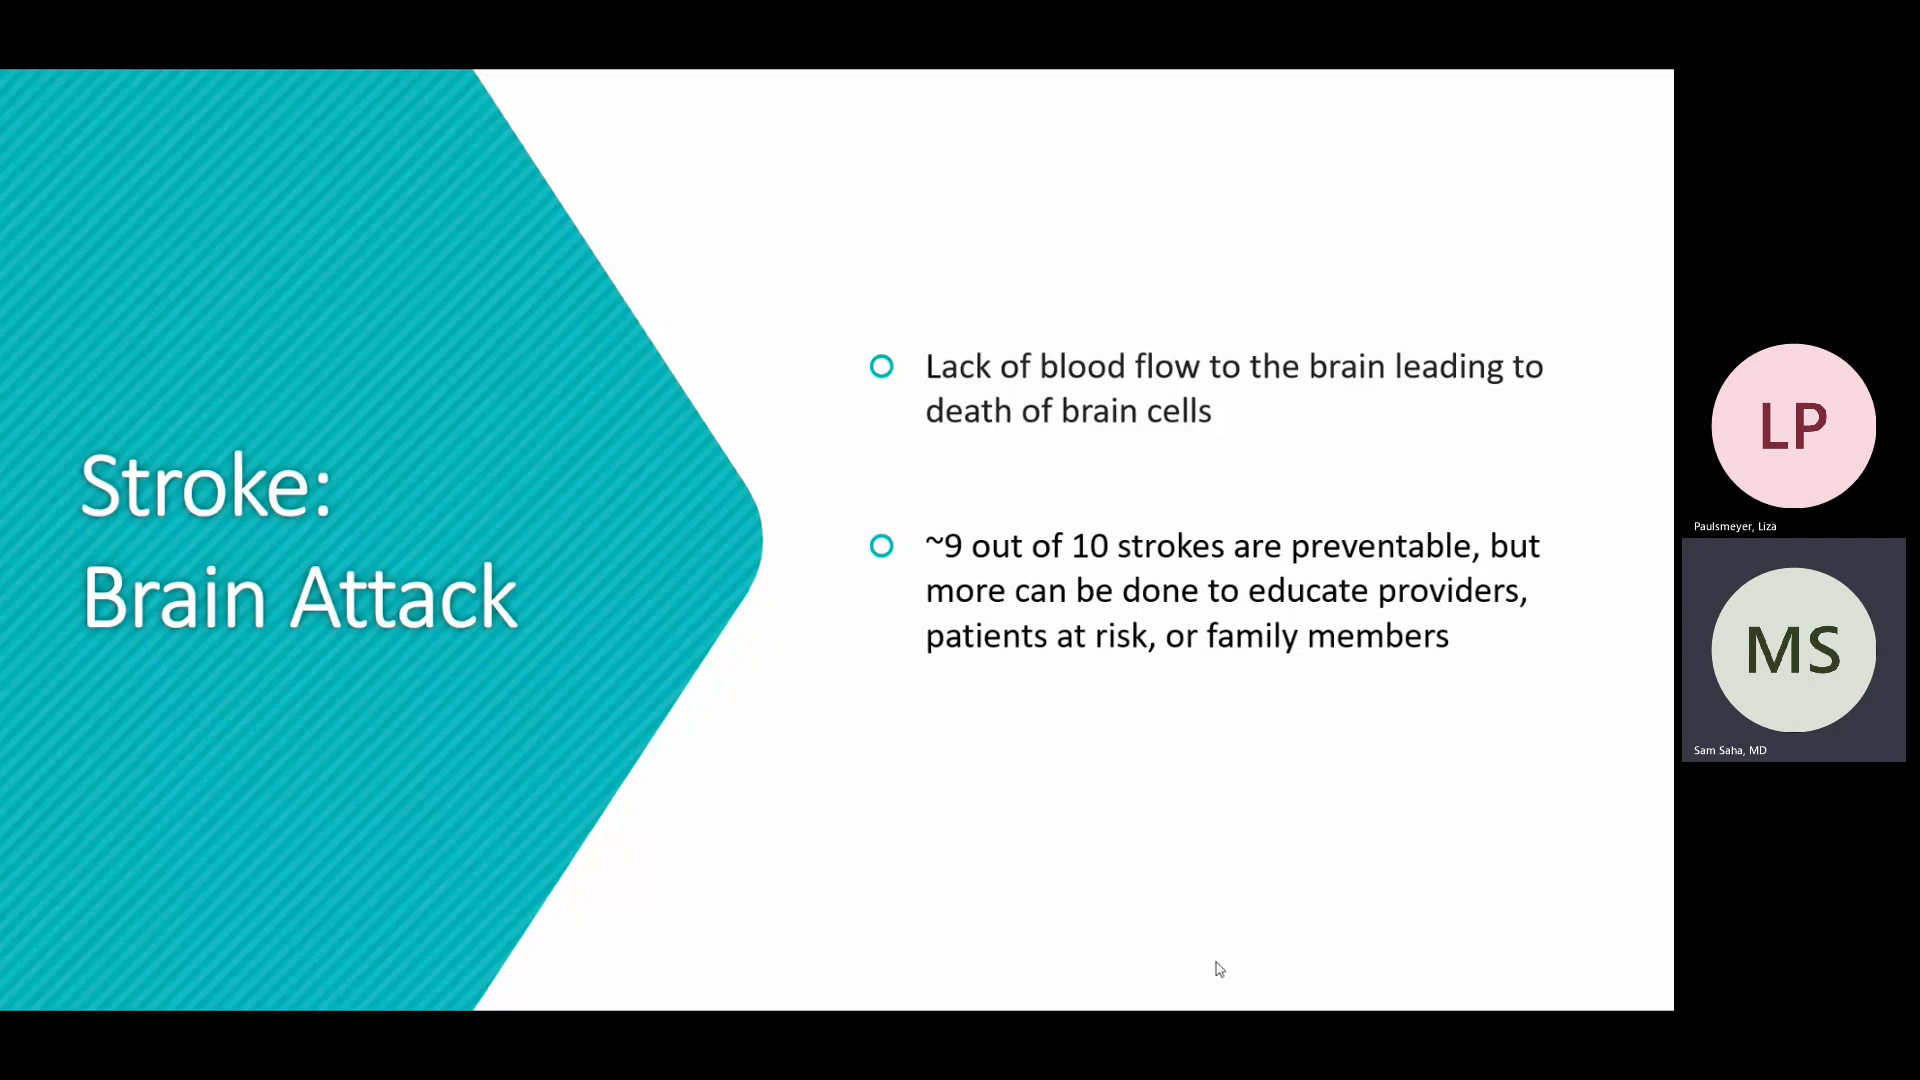 Stroke:
Brain Attack
Lack of blood flow to the brain leading to
death of brain cells
~9 out of 10 strokes are preventable, but
more can be done to educate providers,
patients at risk, or family members
LP
Paulsmeyer, Liza
MS
Sam Saha, MD